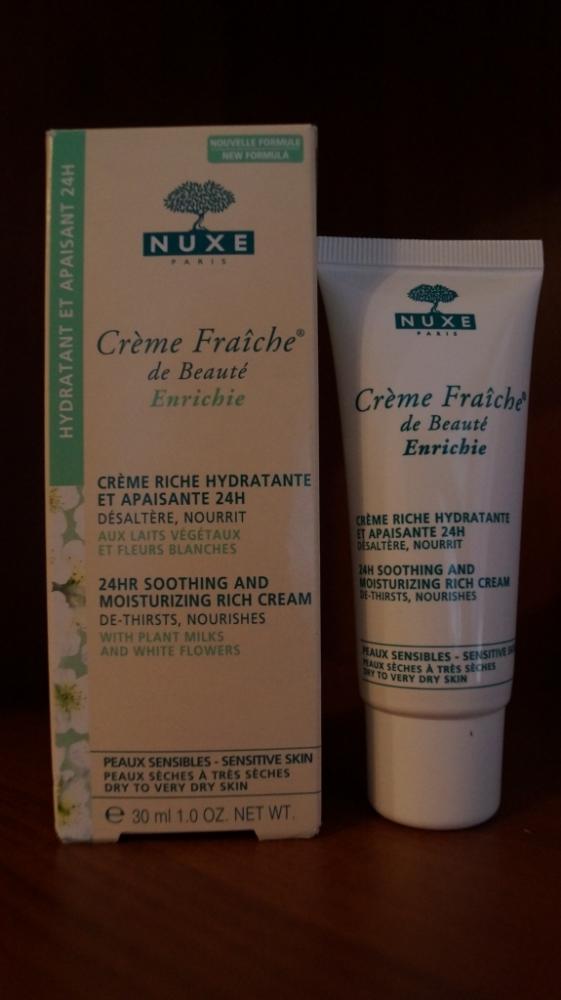 HYDRATANT ET APAISANT 24H
NOUVELLE FORMULE
NEW FORMULA
NUXE
PARIS
Crème Fraîche®
de Beauté
Enrichie
CRÈME RICHE HYDRATANTE
ET APAISANTE 24H
DÉSALTÈRE, NOURRIT
AUX LAITS VÉGÉTAUX
ET FLEURS BLANCHES
24HR SOOTHING AND
MOISTURIZING RICH CREAM
DE-THIRSTS, NOURISHES
WITH PLANT MILKS
AND WHITE FLOWERS
PEAUX SENSIBLES - SENSITIVE SKIN
PEAUX SÈCHES À TRÈS SÈCHES
DRY TO VERY DRY SKIN
℮ 30 ml 1.0 OZ. NET WT.
NUXE
PARIS
Crème Fraîche®
de Beauté
Enrichie
CRÈME RICHE HYDRATANTE
ET APAISANTE 24H
DÉSALTÈRE, NOURRIT
24H SOOTHING AND
MOISTURIZING RICH CREAM
DE-THIRSTS, NOURISHES
PEAUX SENSIBLES - SENSITIVE
PEAUX SÈCHES À TRÈS SÈCHES
DRY TO VERY DRY SKIN